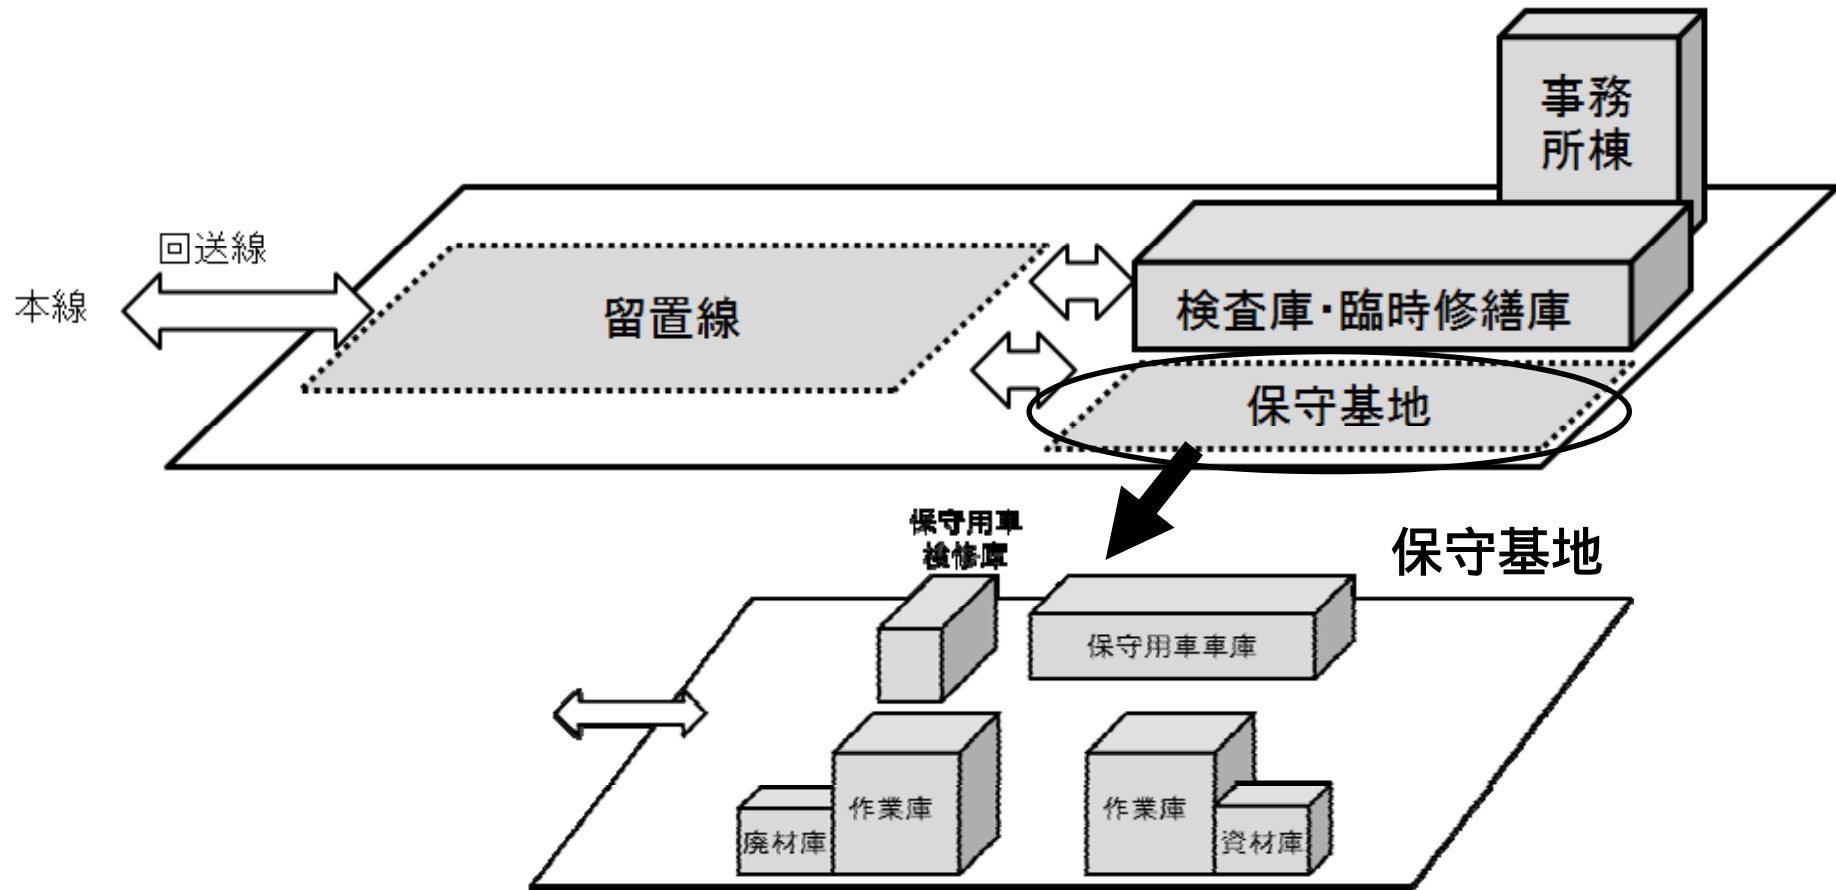 事務
所棟
回送線
本線
留置線
検査庫・臨時修繕庫
保守基地
保守用車
検修庫
保守基地
保守用車車庫
作業庫
廃材庫
作業庫
資材庫